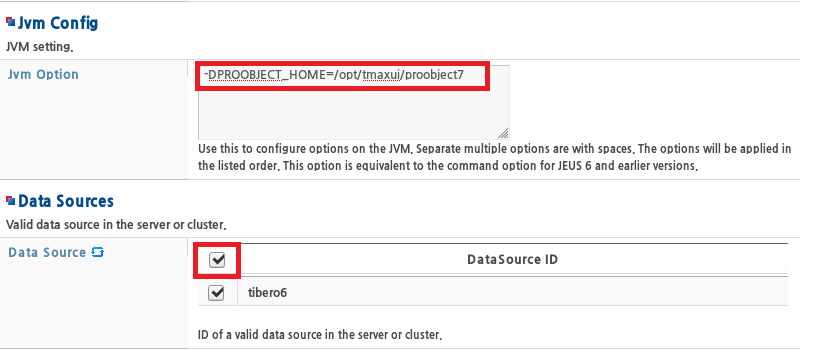 Jvm Config
JVM setting.
Jvm Option
-DPROOBJECT_HOME=/opt/tmaxui/proobject7
Use this to configure options on the JVM. Separate multiple options are with spaces. The options will be applied in
the listed order. This option is equivalent to the command option for JEUS 6 and earlier versions.
Data Sources
Valid data source in the server or cluster.
Data Source
DataSource ID
tibero6
ID of a valid data source in the server or cluster.